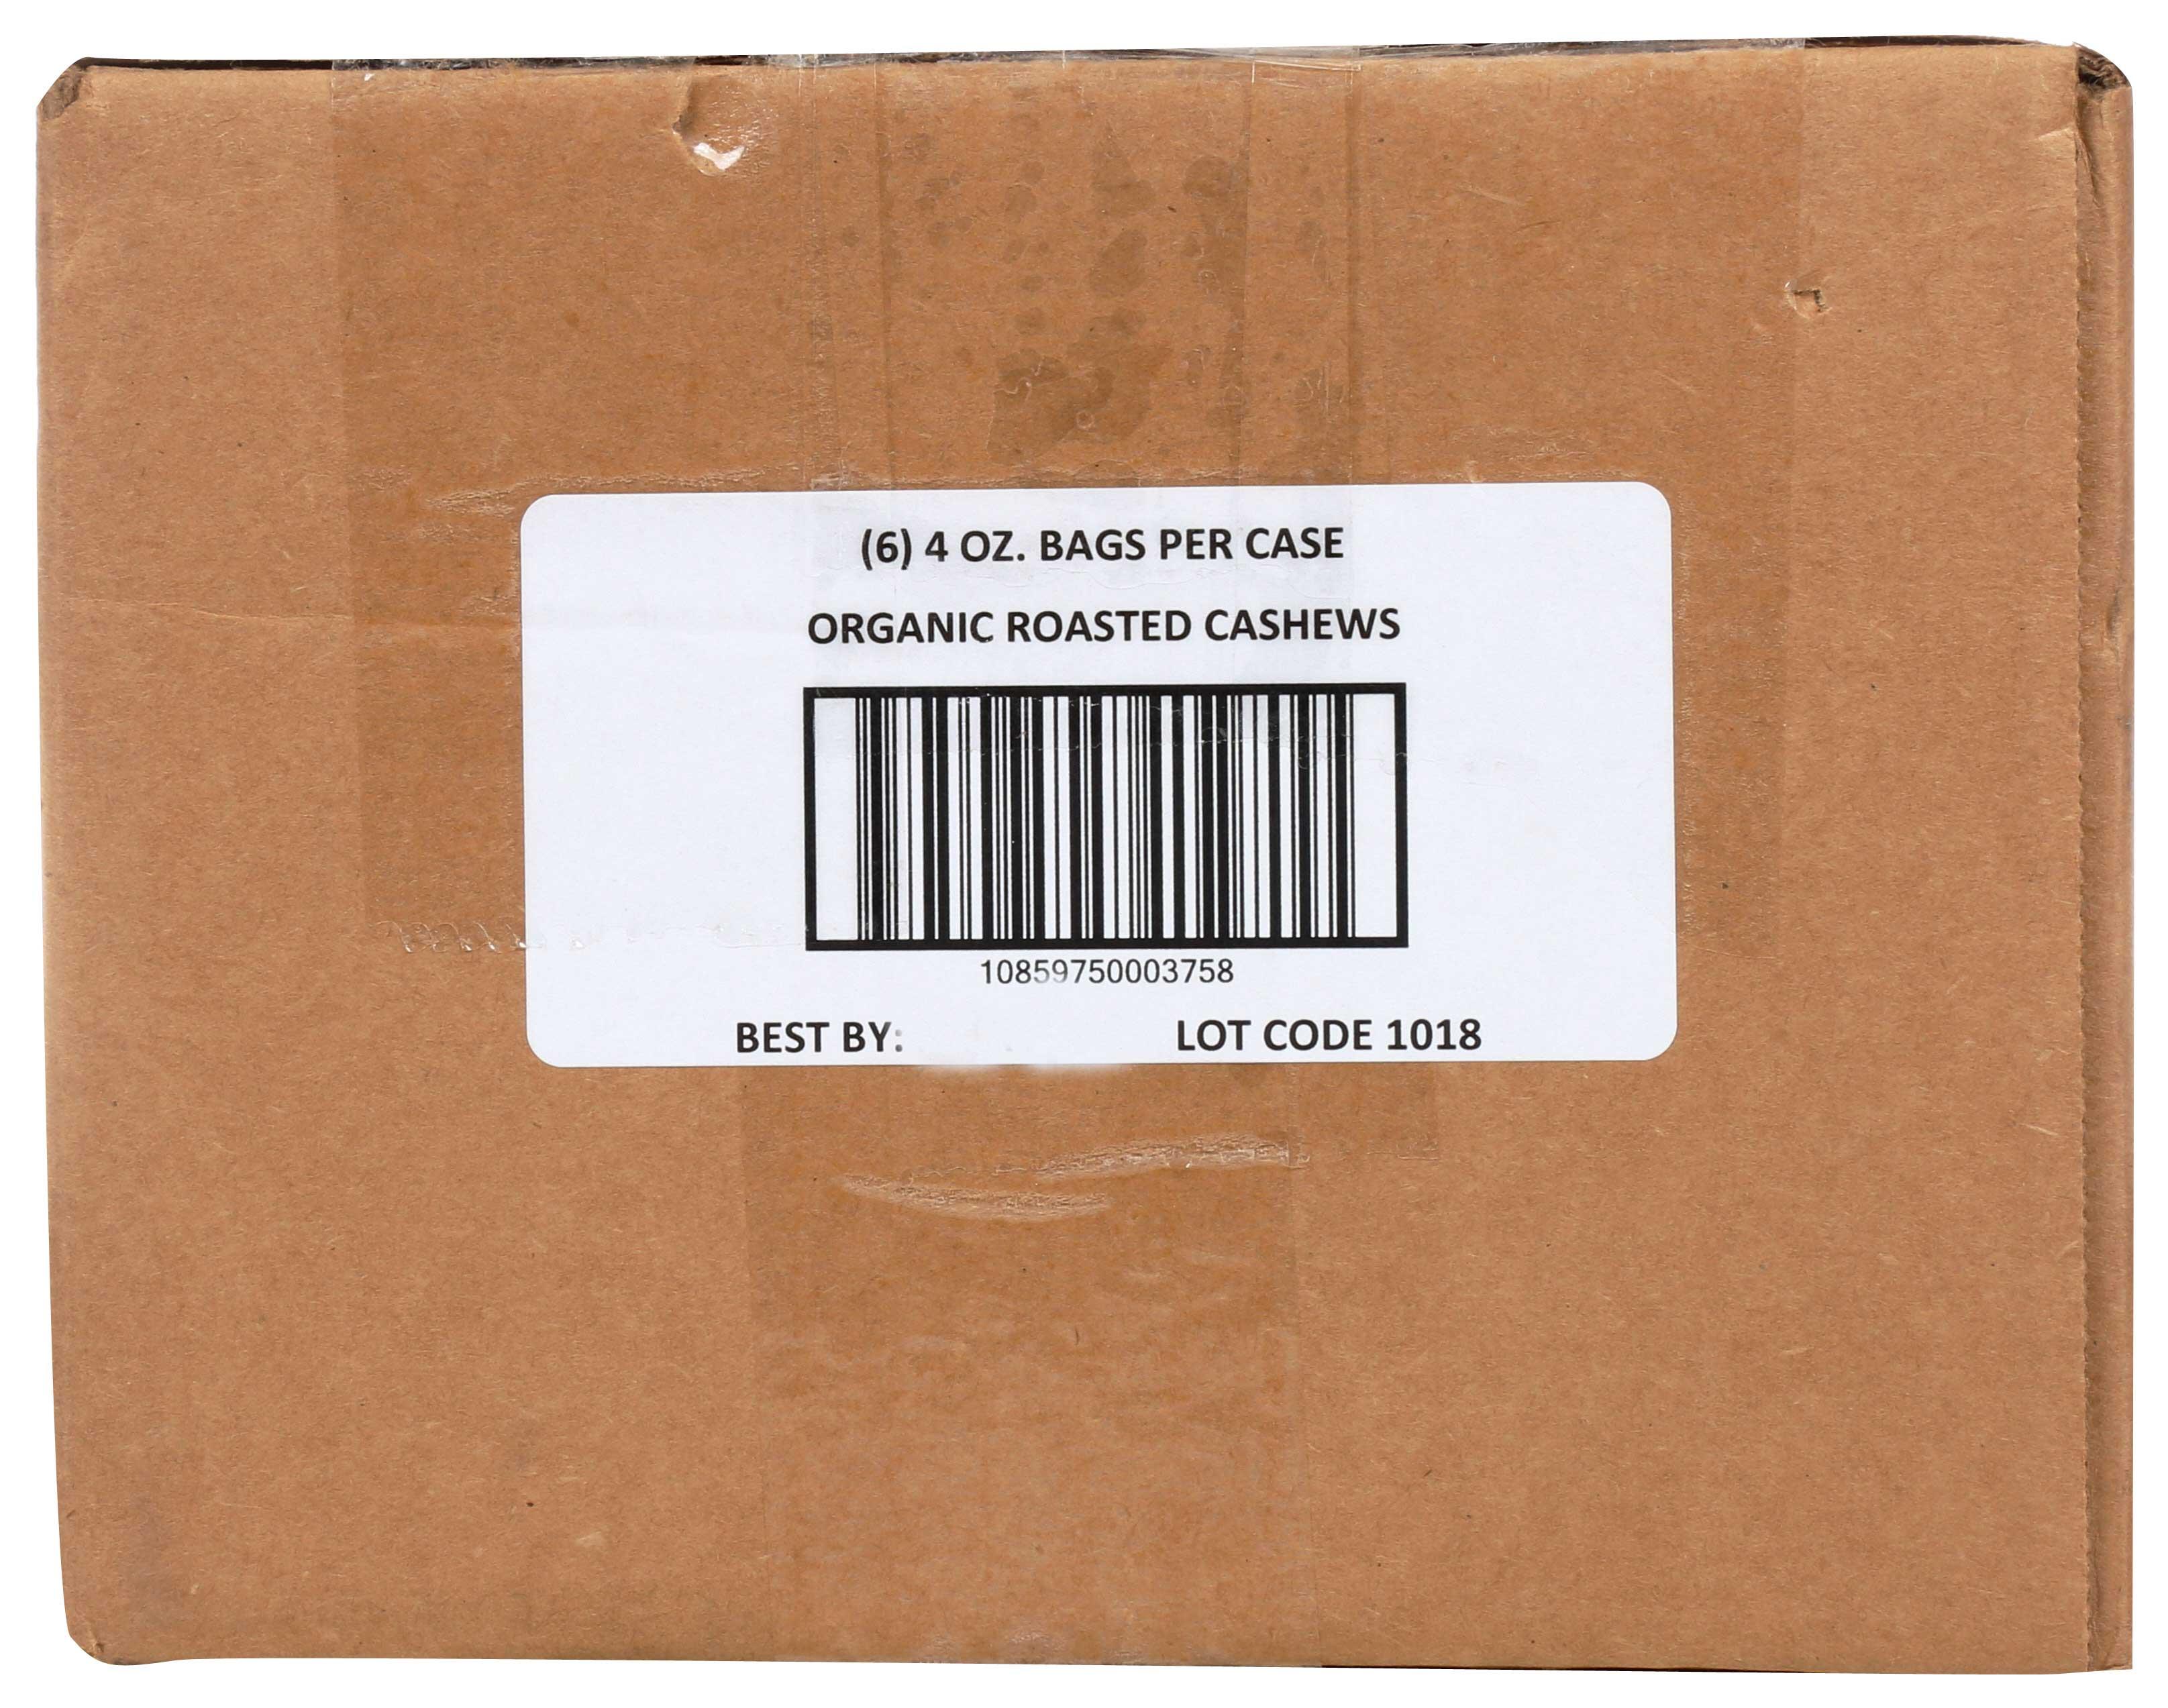 (6) 4 OZ. BAGS PER CASE
ORGANIC ROASTED CASHEWS
10859750003758
BEST BY: LOT CODE 1018